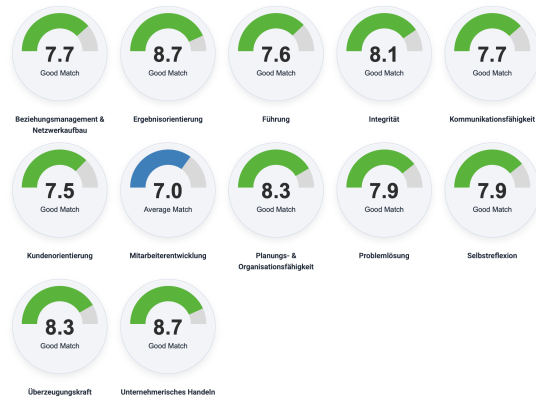 7.7
Good Match
Beziehungsmanagement &
Netzwerkaufbau
8.7
Good Match
Ergebnisorientierung
7.6
Good Match
Führung
8.1
Good Match
Integrität
7.7
Good Match
Kommunikationsfähigkeit
7.5
Good Match
Kundenorientierung
7.0
Average Match
Mitarbeiterentwicklung
8.3
Good Match
Planungs- &
Organisationsfähigkeit
7.9
Good Match
Problemlösung
7.9
Good Match
Selbstreflexion
8.3
Good Match
Überzeugungskraft
8.7
Good Match
Unternehmerisches Handeln